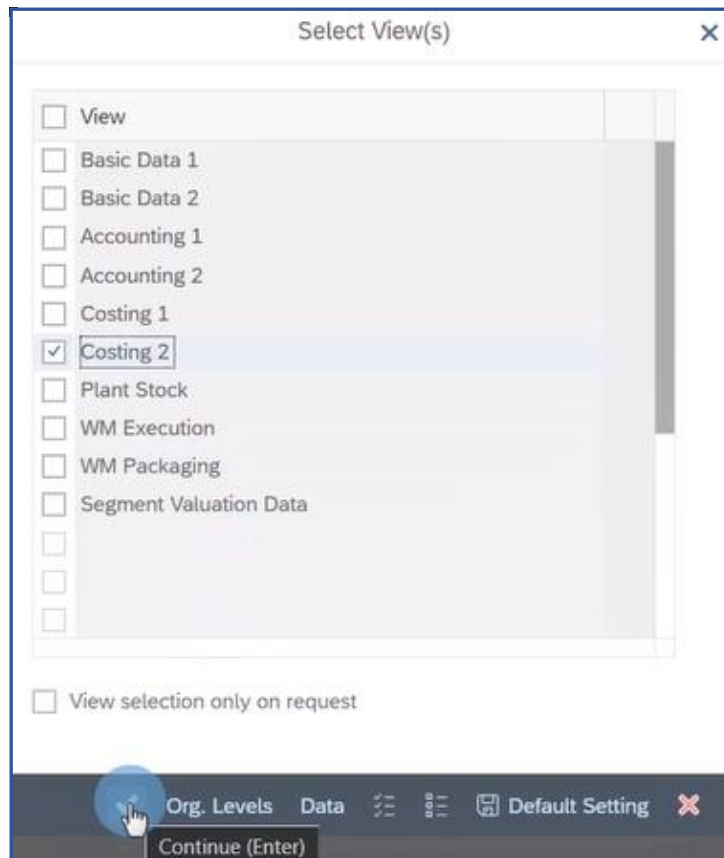 Select View(s)
View
Basic Data 1
Basic Data 2
Accounting 1
Accounting 2
Costing 1
Costing 2
Plant Stock
WM Execution
WM Packaging
Segment Valuation Data
View selection only on request
Org. Levels Data Default Setting
Continue (Enter)